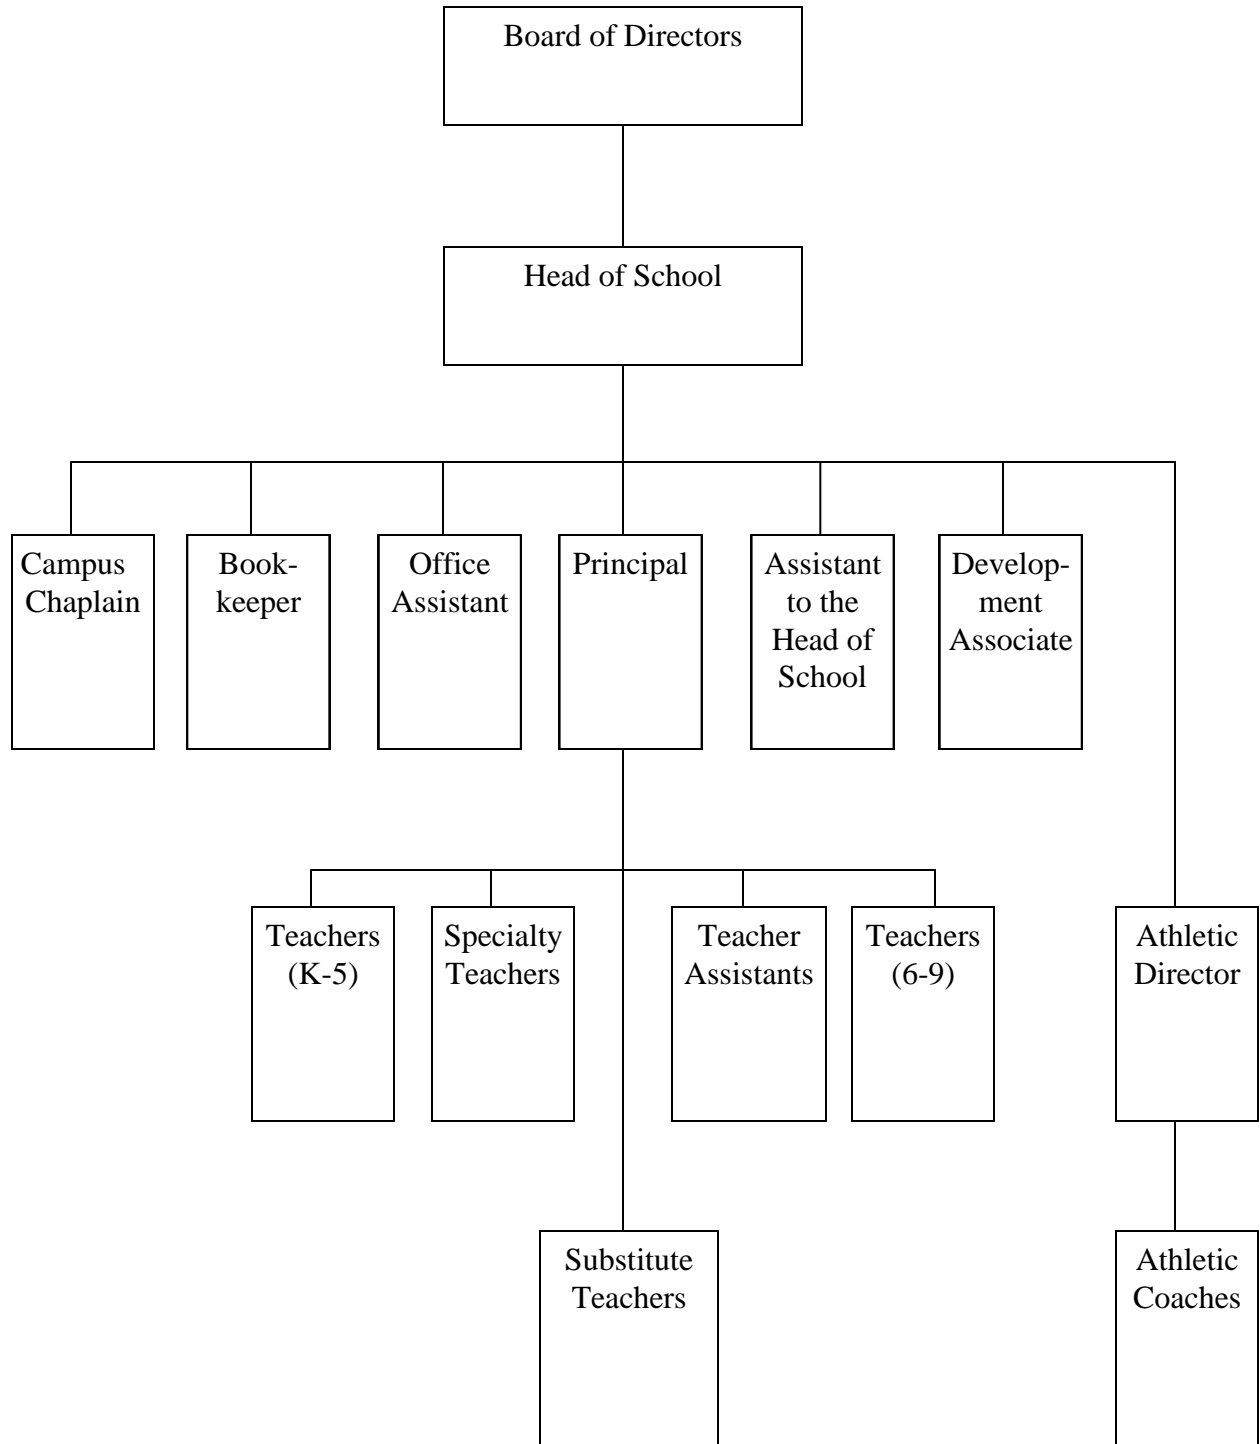 Board of Directors
Head of School
Campus
Chaplain
Book-
keeper
Office
Assistant
Principal
Assistant
to the
Head of
School
Develop-
ment
Associate
Teachers
(K-5)
Specialty
Teachers
Teacher
Assistants
Teachers
(6-9)
Athletic
Director
Substitute
Teachers
Athletic
Coaches